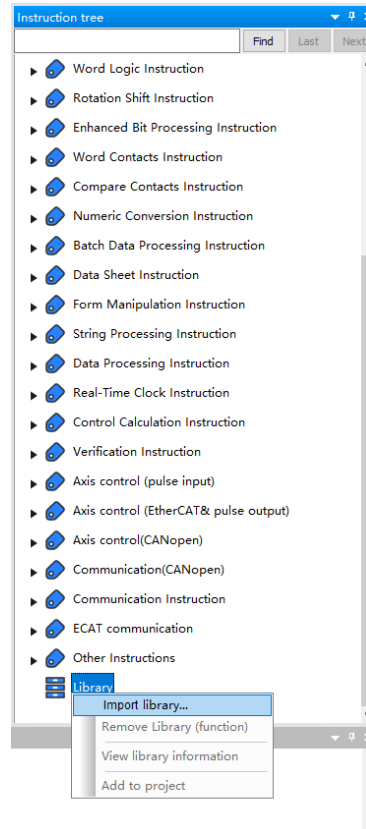 Instruction tree
Find Last Next
Word Logic Instruction
Rotation Shift Instruction
Enhanced Bit Processing Instruction
Word Contacts Instruction
Compare Contacts Instruction
Numeric Conversion Instruction
Batch Data Processing Instruction
Data Sheet Instruction
Form Manipulation Instruction
String Processing Instruction
Data Processing Instruction
Real-Time Clock Instruction
Control Calculation Instruction
Verification Instruction
Axis control (pulse input)
Axis control (EtherCAT& pulse output)
Axis control(CANopen)
Communication(CANopen)
Communication Instruction
ECAT communication
Other Instructions
Library
Import library...
Remove Library (function)
View library information
Add to project